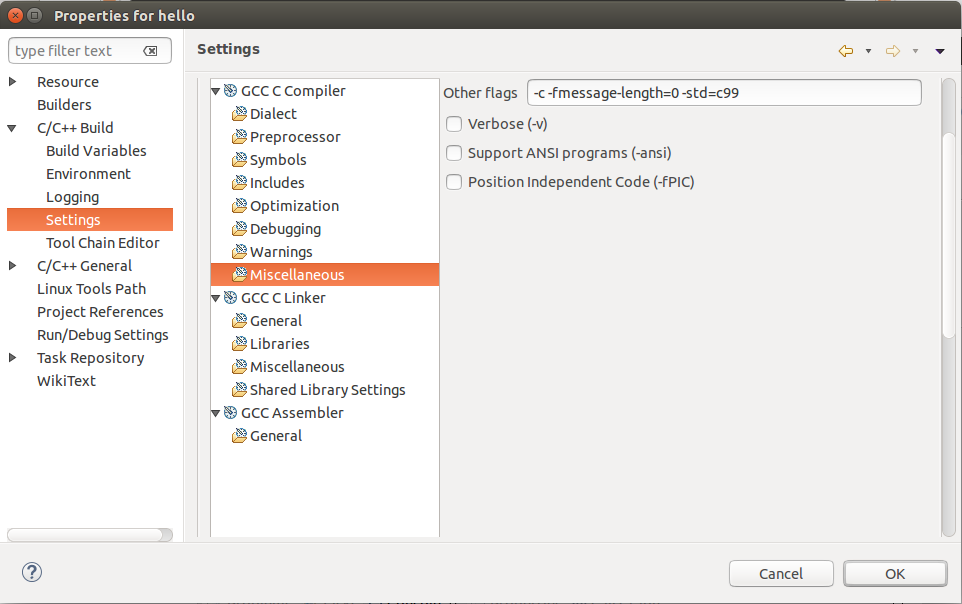 Properties for hello
type filter text
Resource
Builders
C/C++ Build
Build Variables
Environment
Logging
Settings
Tool Chain Editor
C/C++ General
Linux Tools Path
Project References
Run/Debug Settings
Task Repository
WikiText
Settings
GCC C Compiler
Dialect
Preprocessor
Symbols
Includes
Optimization
Debugging
Warnings
Miscellaneous
GCC C Linker
General
Libraries
Miscellaneous
Shared Library Settings
GCC Assembler
General
Other flags -c -fmessage-length=0 -std=c99
Verbose (-v)
Support ANSI programs (-ansi)
Position Independent Code (-fPIC)
?
Cancel OK